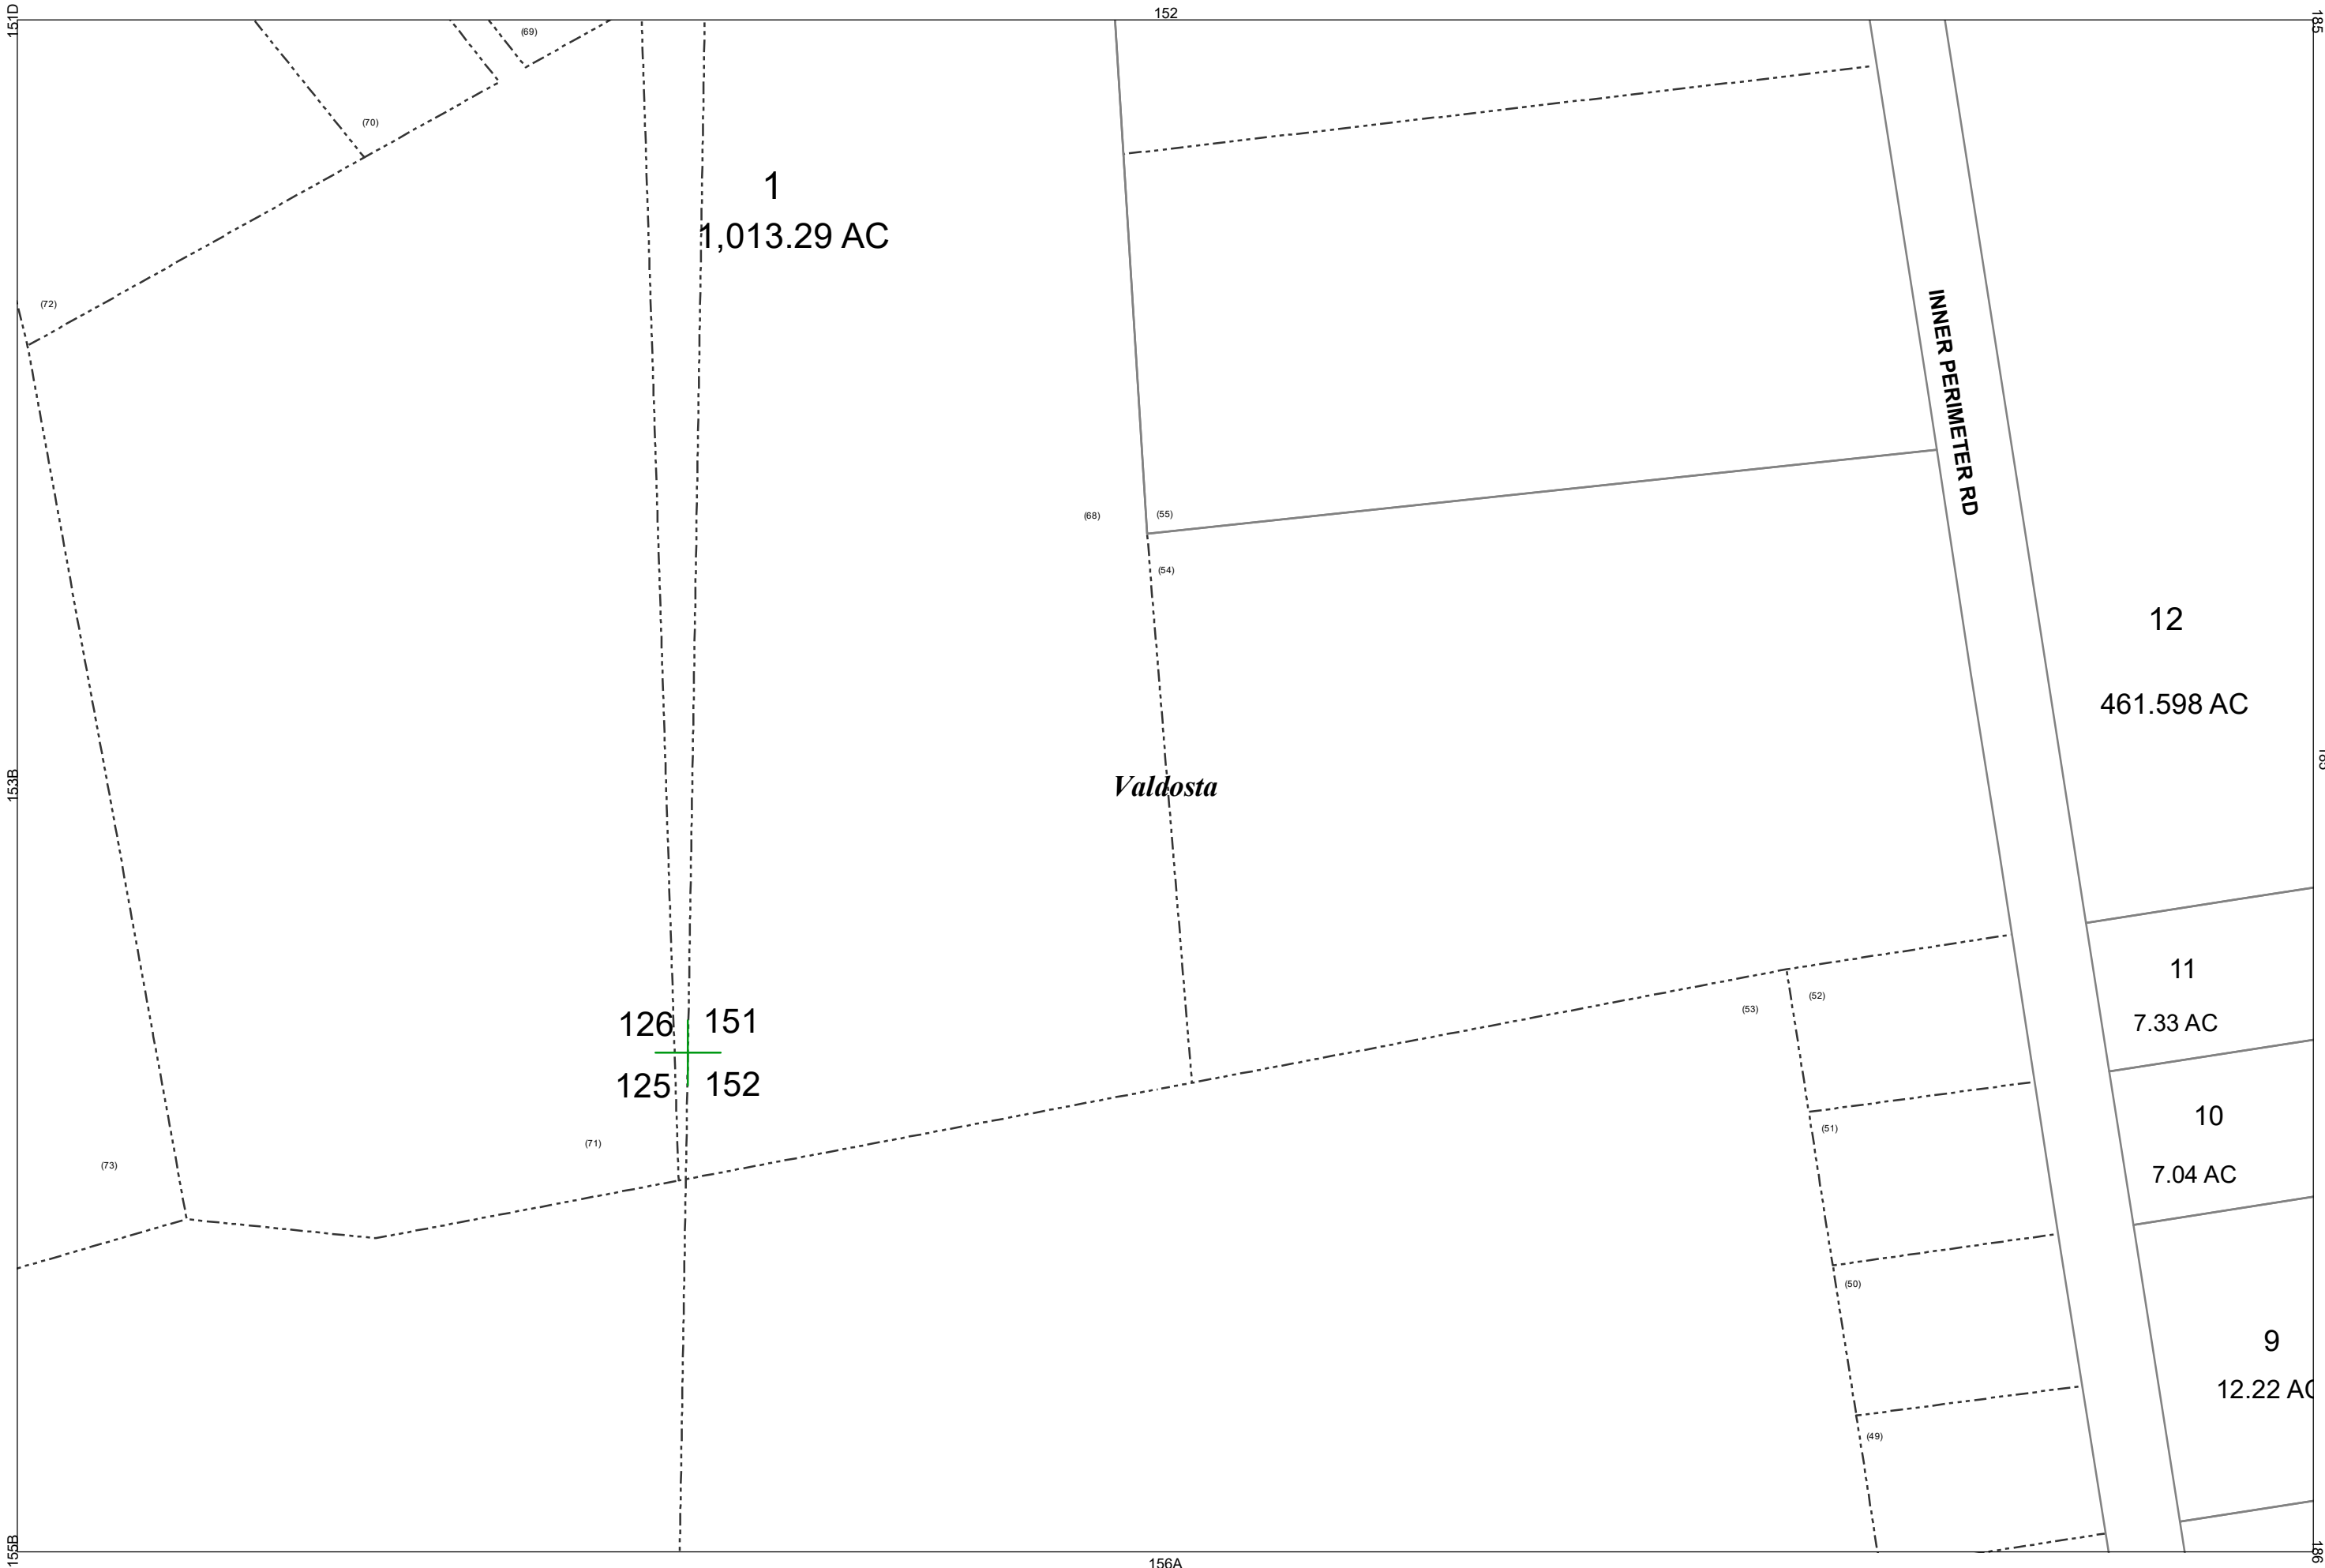 151D
152
185
(69)
(70)
1
1,013.29 AC
(72)
INNER PERIMETER RD
(68)
(55)
(54)
12
461.598 AC
153B
Valdosta
11
7.33 AC
(52)
(53)
126 151
125 152
10
7.04 AC
(51)
(71)
(73)
(50)
9
12.22 AC
(49)
155B
156A
186